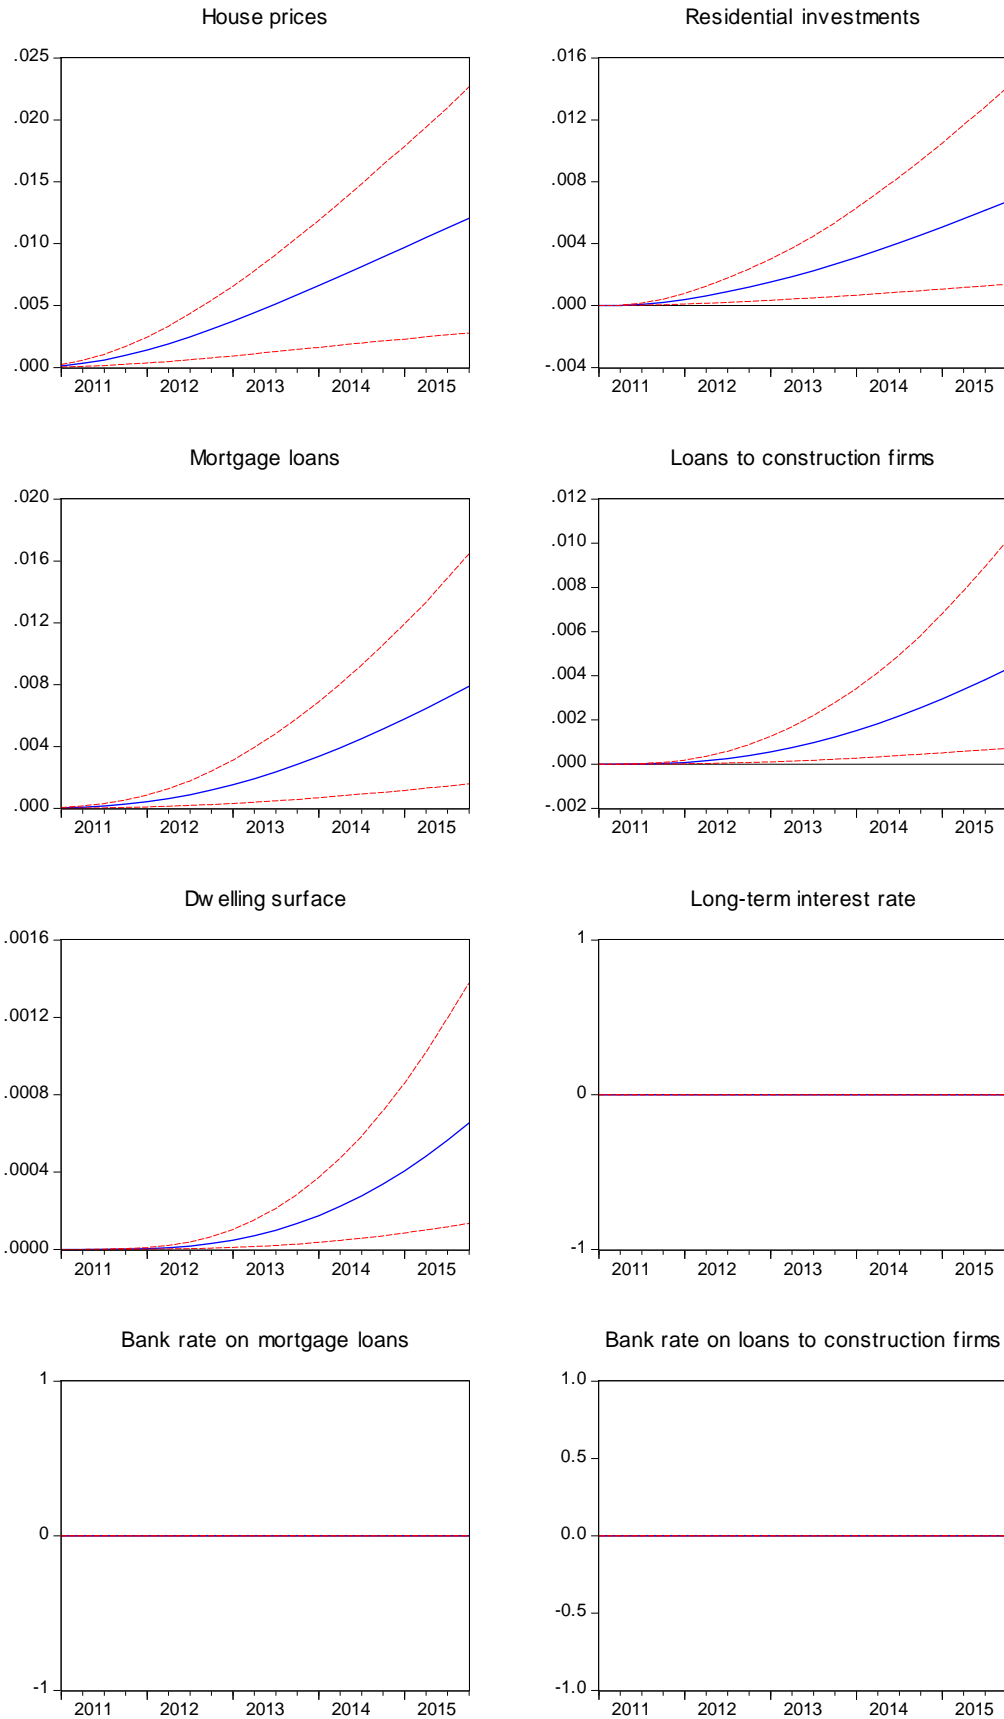 House prices
.025
.020
.015
.010
.005
.000
2011 2012 2013 2014 2015
Residential investments
.016
.012
.008
.004
.000
-.004
2011 2012 2013 2014 2015
Mortgage loans
.020
.016
.012
.008
.004
.000
2011 2012 2013 2014 2015
Loans to construction firms
.012
.010
.008
.006
.004
.002
.000
-.002
2011 2012 2013 2014 2015
Dwelling surface
.0016
.0012
.0008
.0004
.0000
2011 2012 2013 2014 2015
Long-term interest rate
1
0
-1
2011 2012 2013 2014 2015
Bank rate on mortgage loans
1
0
-1
2011 2012 2013 2014 2015
Bank rate on loans to construction firms
1.0
0.5
0.0
-0.5
-1.0
2011 2012 2013 2014 2015